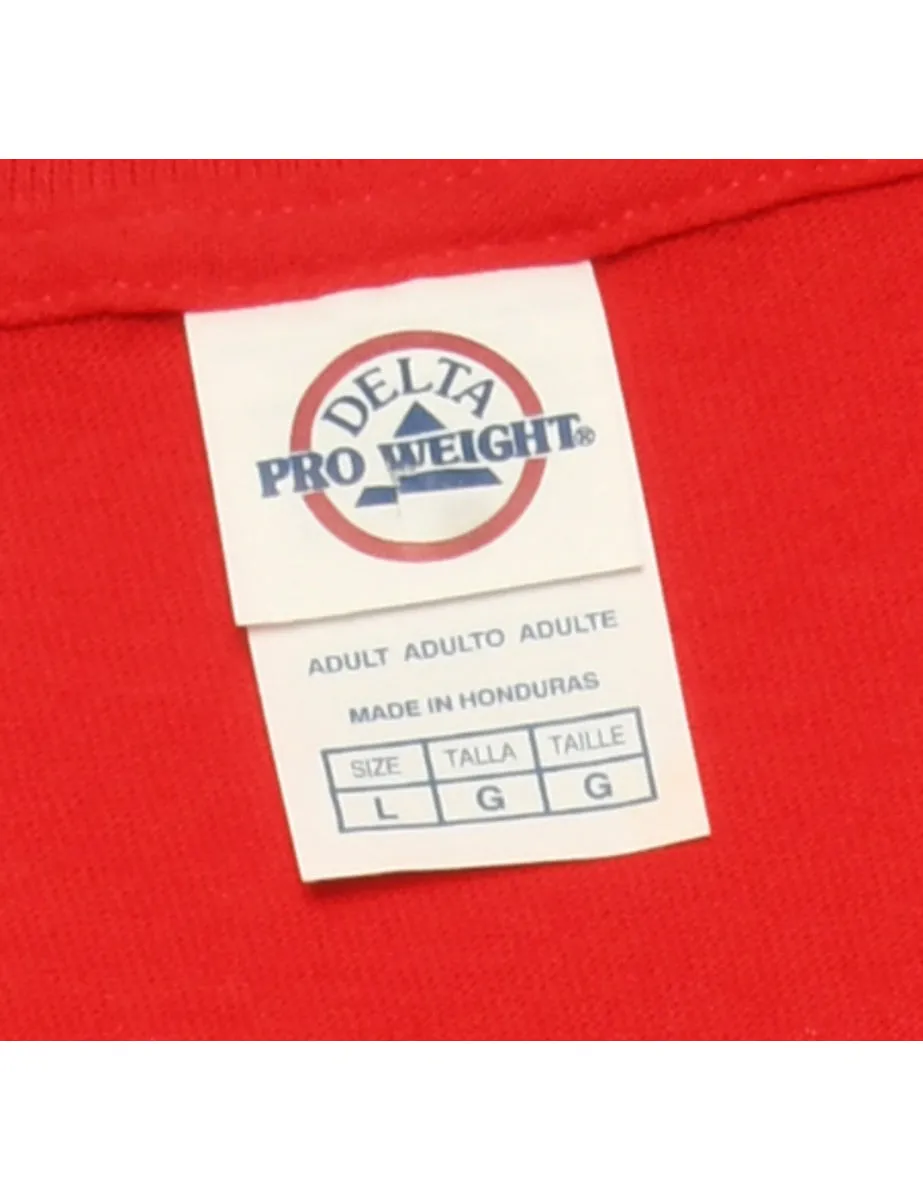 DELTA
PRO WEIGHT®
ADULT ADULTO ADULTE
MADE IN HONDURAS
SIZE TALLA TAILLE
L G G